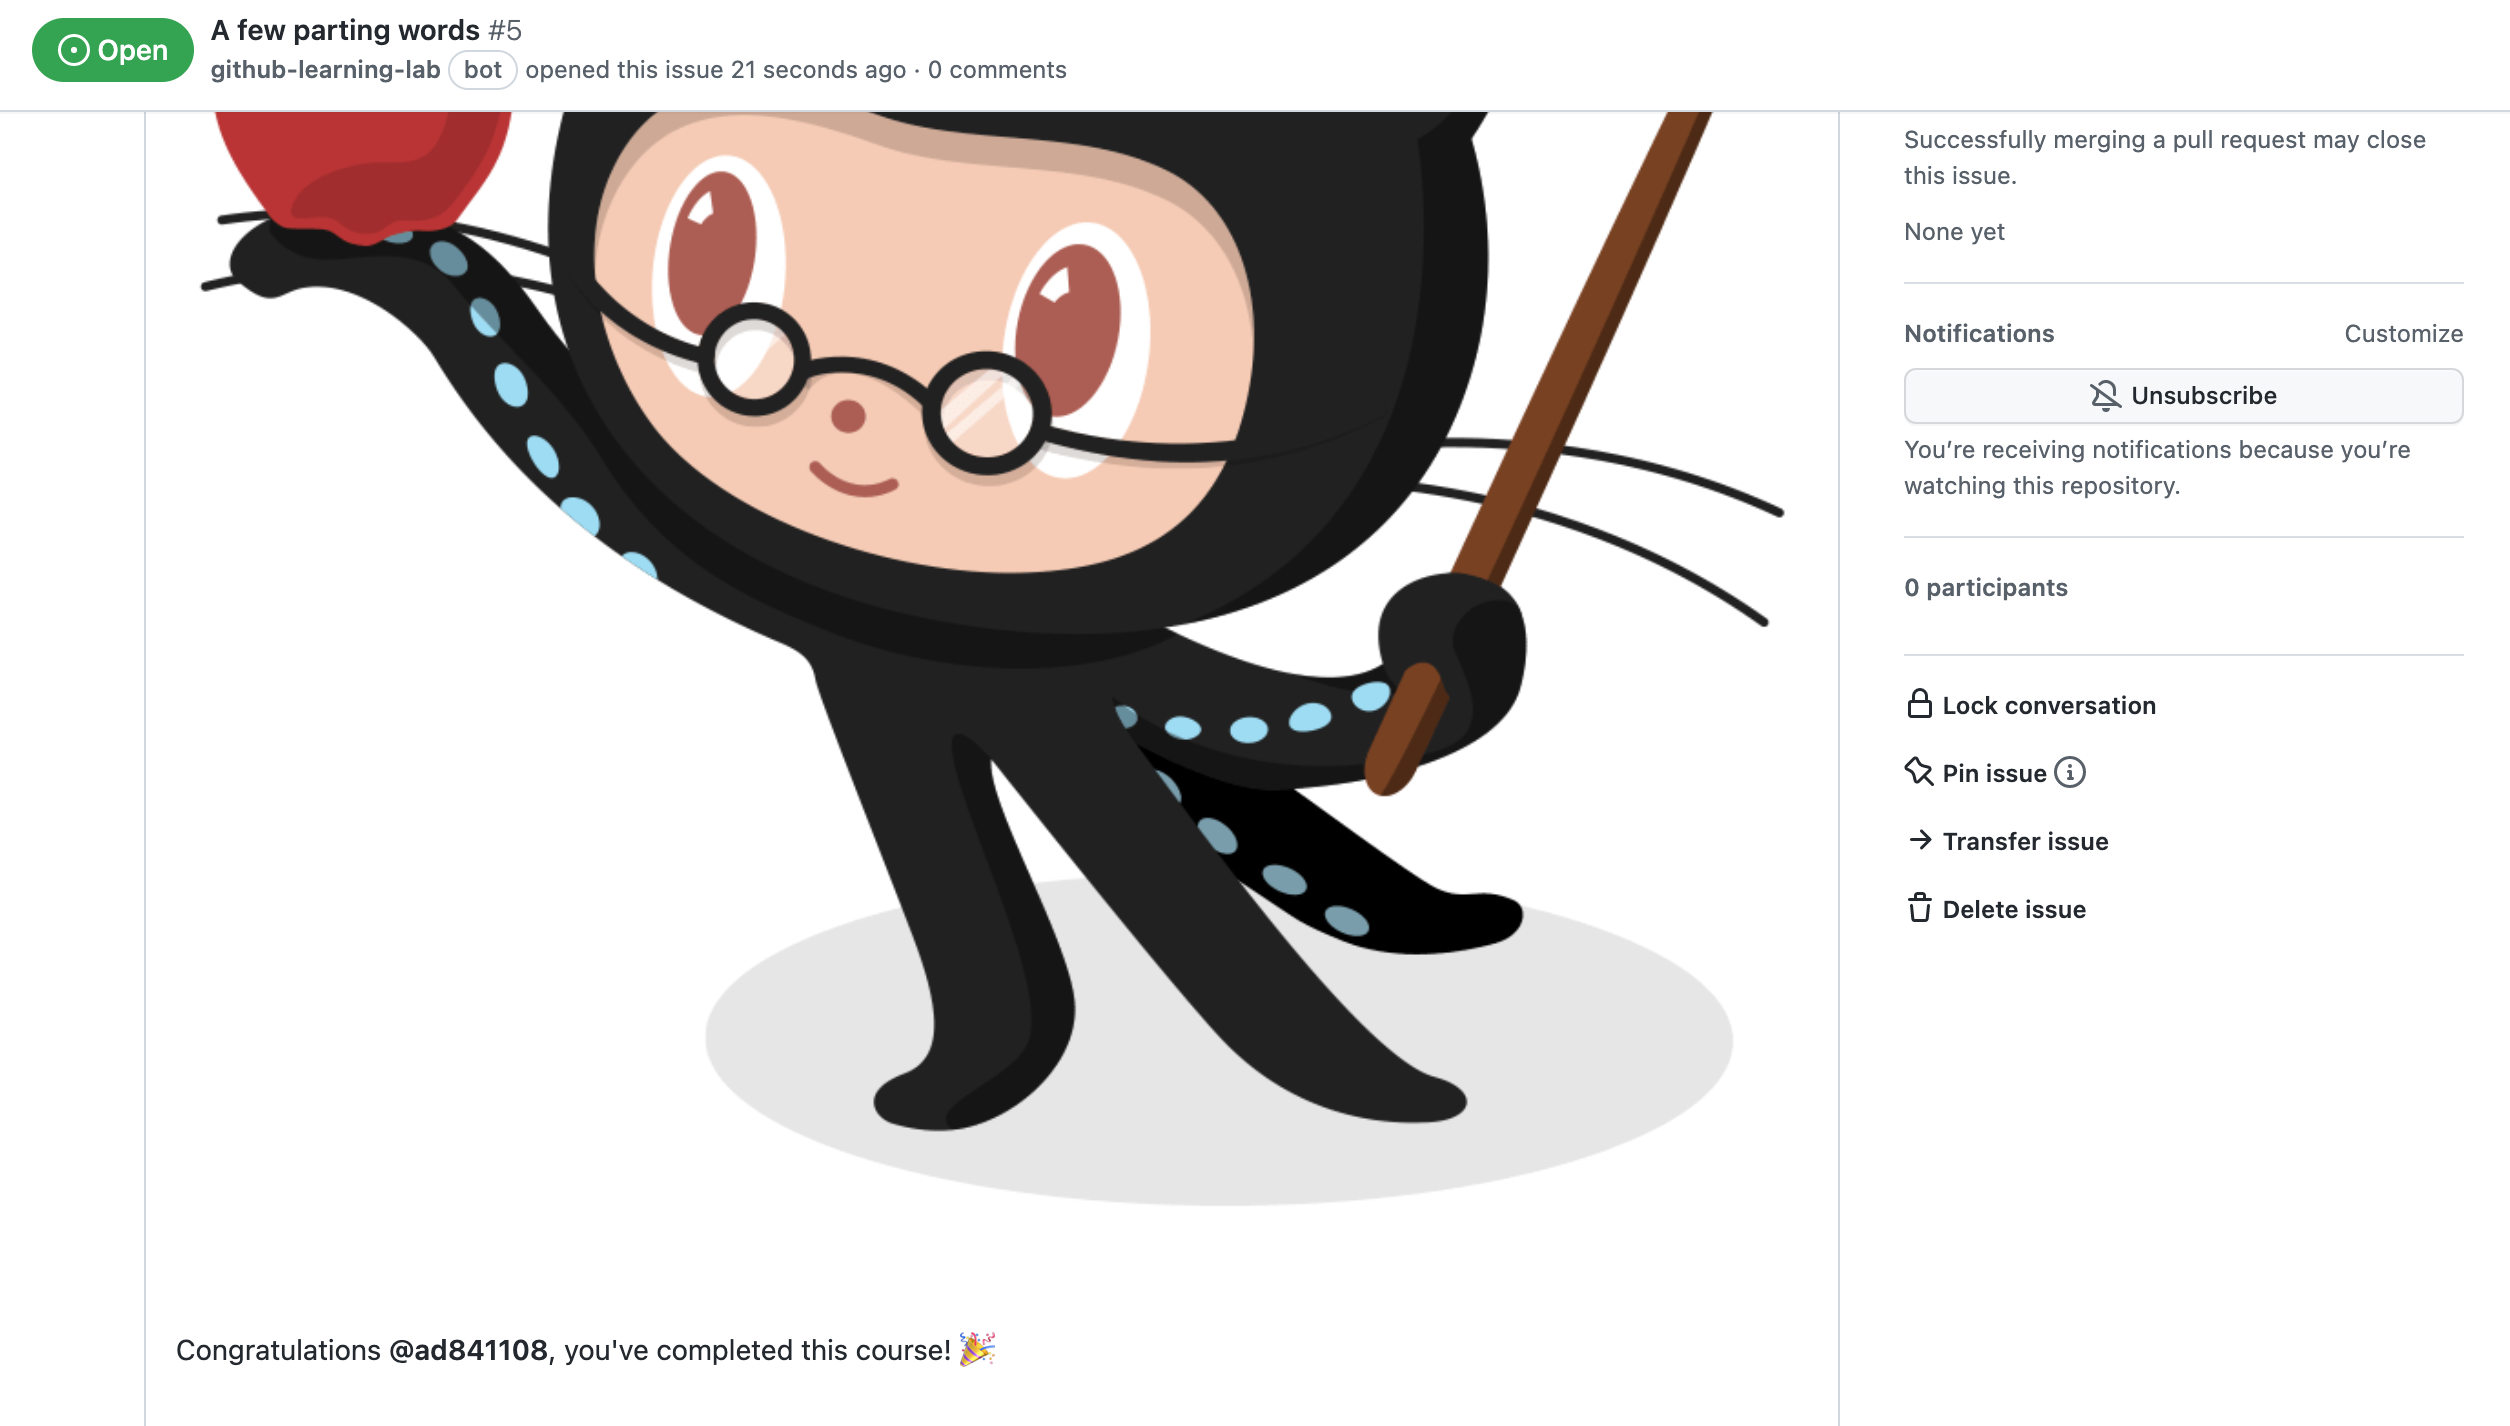 Open
A few parting words #5
github-learning-lab bot opened this issue 21 seconds ago · 0 comments
Successfully merging a pull request may close
this issue.
None yet
Notifications Customize
Unsubscribe
You’re receiving notifications because you’re
watching this repository.
0 participants
Lock conversation
Pin issue
Transfer issue
Delete issue
Congratulations @ad841108, you've completed this course! 🎉